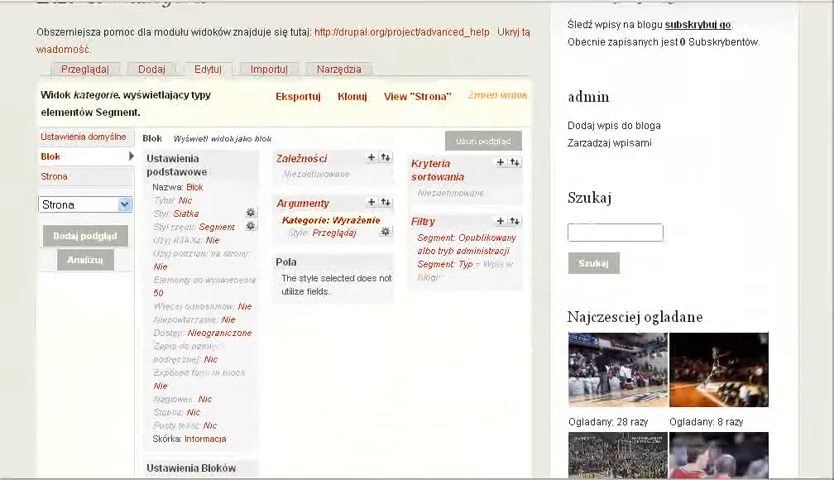 Obszerniejsza pomoc dla modułu widoków znajduje się tutaj: http://drupal.org/project/advanced_help Ukryj tą
wiadomość.
Przeglądaj
Dodaj
Edytuj
Importuj
Narzędzia
Widok kategorie, wyświetlający typy
elementów Segment.
Eksportuj
Klonuj
View "Strona"
Zmień widok
Ustawienia domyślne
Blok
Strona
Strona
Dodaj podgląd
Analizuj
Blok Wyświetl widok jako blok.
Usuń podgląd
Ustawienia
podstawowe
Nazwa: Blok
Tytuł: Nic
Styl: Siatka
Styl rzędu: Segment
Użyj AJAXa: Nie
Użyj podziału na strony:
Nie
Elementy do wyświetlenia:
50
Więcej odnośników: Nie
Niepowtarzalne: Nie
Dostęp: Nieograniczone
Zapis do pamięci
podręcznej: Nic
Exposed form in block:
Nie
Nagłówek: Nic
Stopka: Nic
Pusty tekst: Nic
Skórka: Informacja
Ustawienia Bloków
Zależności
Niezdefiniowane
Argumenty
Kategorie: Wyrażenie
Style: Przeglądaj
Pola
The style selected does not
utilize fields.
Kryteria
sortowania
Niezdefiniowane
Filtry
Segment: Opublikowany
albo tryb administracji
Segment: Typ = Wpis w
Śledź wpisy na blogu subskrybuj go.
Obecnie zapisanych jest 0 Subskrybentów.
admin
Dodaj wpis do bloga
Zarzadzaj wpisami
Szukaj
Szukaj
Najczesciej ogladane
Ogladany: 28 razy
Ogladany: 8 razy